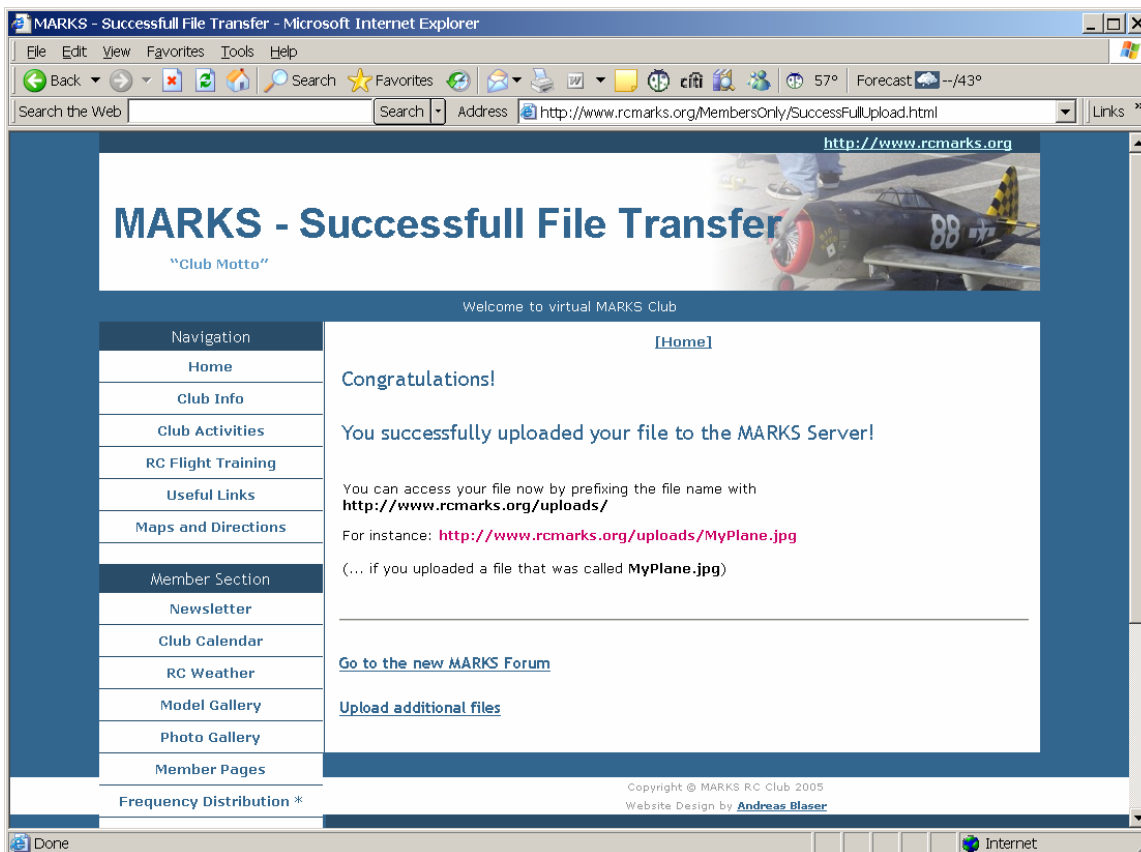 MARKS - Successfull File Transfer - Microsoft Internet Explorer
File Edit View Favorites Tools Help
Back Search Favorites 57° Forecast --/43°
Search the Web Search Address http://www.rcmarks.org/MembersOnly/SuccessFullUpload.html Links »
http://www.rcmarks.org
MARKS - Successfull File Transfer
88
"Club Motto"
Welcome to virtual MARKS Club
Navigation
Home
Club Info
Club Activities
RC Flight Training
Useful Links
Maps and Directions
Member Section
Newsletter
Club Calendar
RC Weather
Model Gallery
Photo Gallery
Member Pages
Frequency Distribution *
[Home]
Congratulations!
You successfully uploaded your file to the MARKS Server!
You can access your file now by prefixing the file name with
http://www.rcmarks.org/uploads/
For instance: http://www.rcmarks.org/uploads/MyPlane.jpg
(... if you uploaded a file that was called MyPlane.jpg)
Go to the new MARKS Forum
Upload additional files
Copyright © MARKS RC Club 2005
Website Design by Andreas Blaser
Done Internet